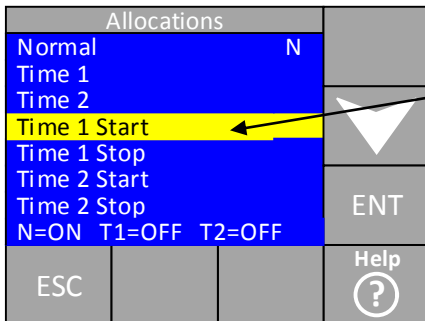 Allocations
Normal N
Time 1
Time 2
Time 1 Start
Time 1 Stop
Time 2 Start
Time 2 Stop
N=ON T1=OFF T2=OFF
ENT
ESC
Help
?